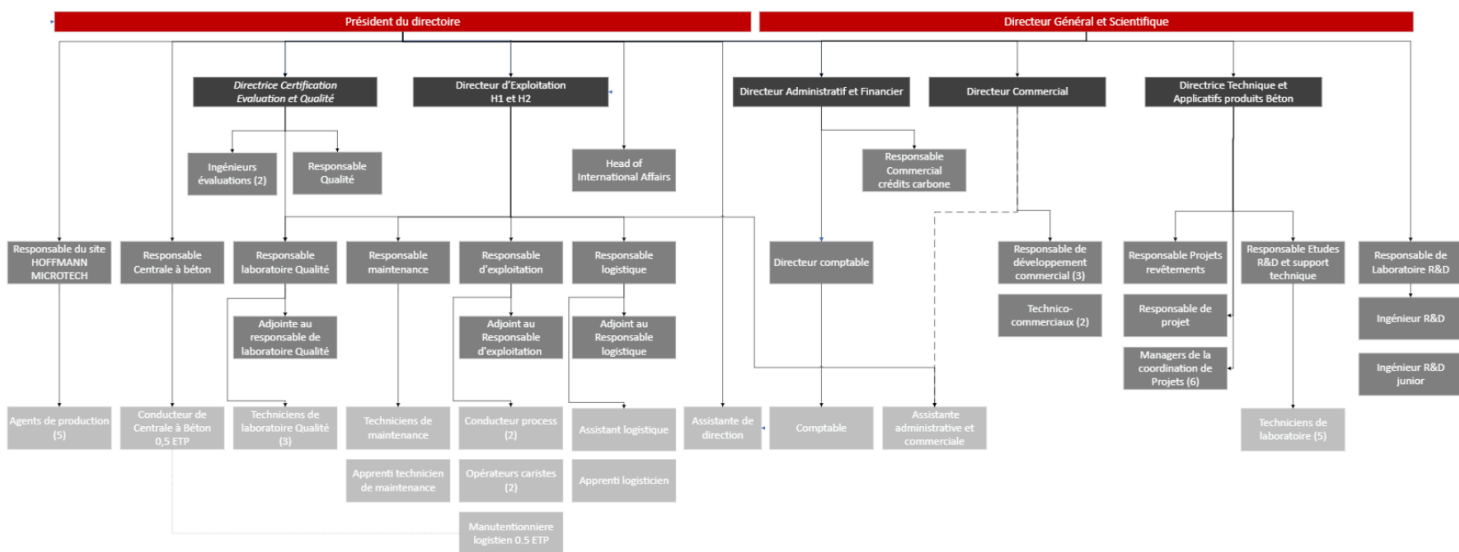 Président du directoire
Directeur Général et Scientifique
Directrice Certification
Evaluation et Qualité
Directeur d'Exploitation
H1 et H2
Directeur Administratif et Financier
Directeur Commercial
Directrice Technique et
Applicatifs produits Béton
Ingénieurs
évaluations (2)
Responsable
Qualité
Head of
International Affairs
Responsable
Commercial
crédits carbone
Responsable du site
HOFFMANN
MICROTECH
Responsable
Centrale à béton
Responsable
laboratoire Qualité
Responsable
maintenance
Responsable
d'exploitation
Responsable
logistique
Directeur comptable
Responsable de
développement
commercial (3)
Responsable Projets
revêtements
Responsable Etudes
R&D et support
technique
Responsable de
Laboratoire R&D
Adjointe au
responsable de
laboratoire Qualité
Adjoint au
Responsable
d'exploitation
Adjoint au
Responsable
logistique
Technico-
commerciaux (2)
Responsable de
projet
Ingénieur R&D
Managers de la
coordination de
Projets (6)
Ingénieur R&D
junior
Agents de production
(5)
Conducteur de
Centrale à Béton
0,5 ETP
Techniciens de
laboratoire Qualité
(3)
Techniciens de
maintenance
Conducteur process
(2)
Assistant logistique
Assistante de
direction
Comptable
Assistante
administrative et
commerciale
Techniciens de
laboratoire (5)
Apprenti technicien
de maintenance
Opérateurs caristes
(2)
Apprenti logisticien
Manutentionniere
logistien 0.5 ETP